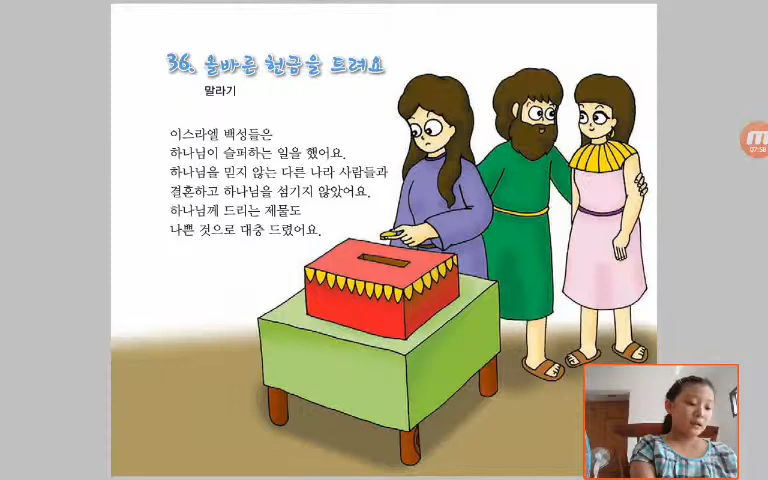 36. 올바른 헌금을 드려요
말라기
이스라엘 백성들은
하나님이 슬퍼하는 일을 했어요.
하나님을 믿지 않는 다른 나라 사람들과
결혼하고 하나님을 섬기지 않았어요.
하나님께 드리는 제물도
나쁜 것으로 대충 드렸어요.
07:58